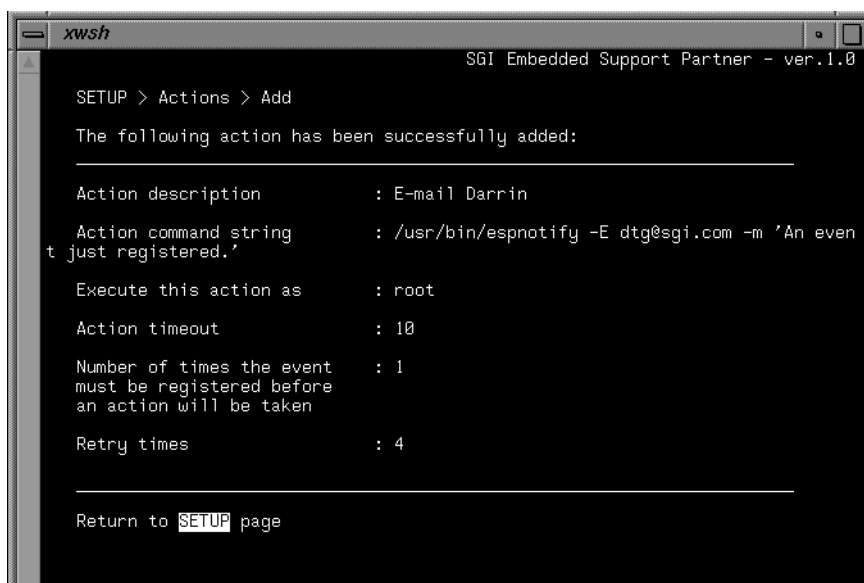 xwsh
SGI Embedded Support Partner - ver.1.0
SETUP > Actions > Add
The following action has been successfully added:
Action description : E-mail Darrin
Action command string : /usr/bin/espnotify -E dtg@sgi.com -m 'An even
t just registered.'
Execute this action as : root
Action timeout : 10
Number of times the event : 1
must be registered before
an action will be taken
Retry times : 4
Return to SETUP page